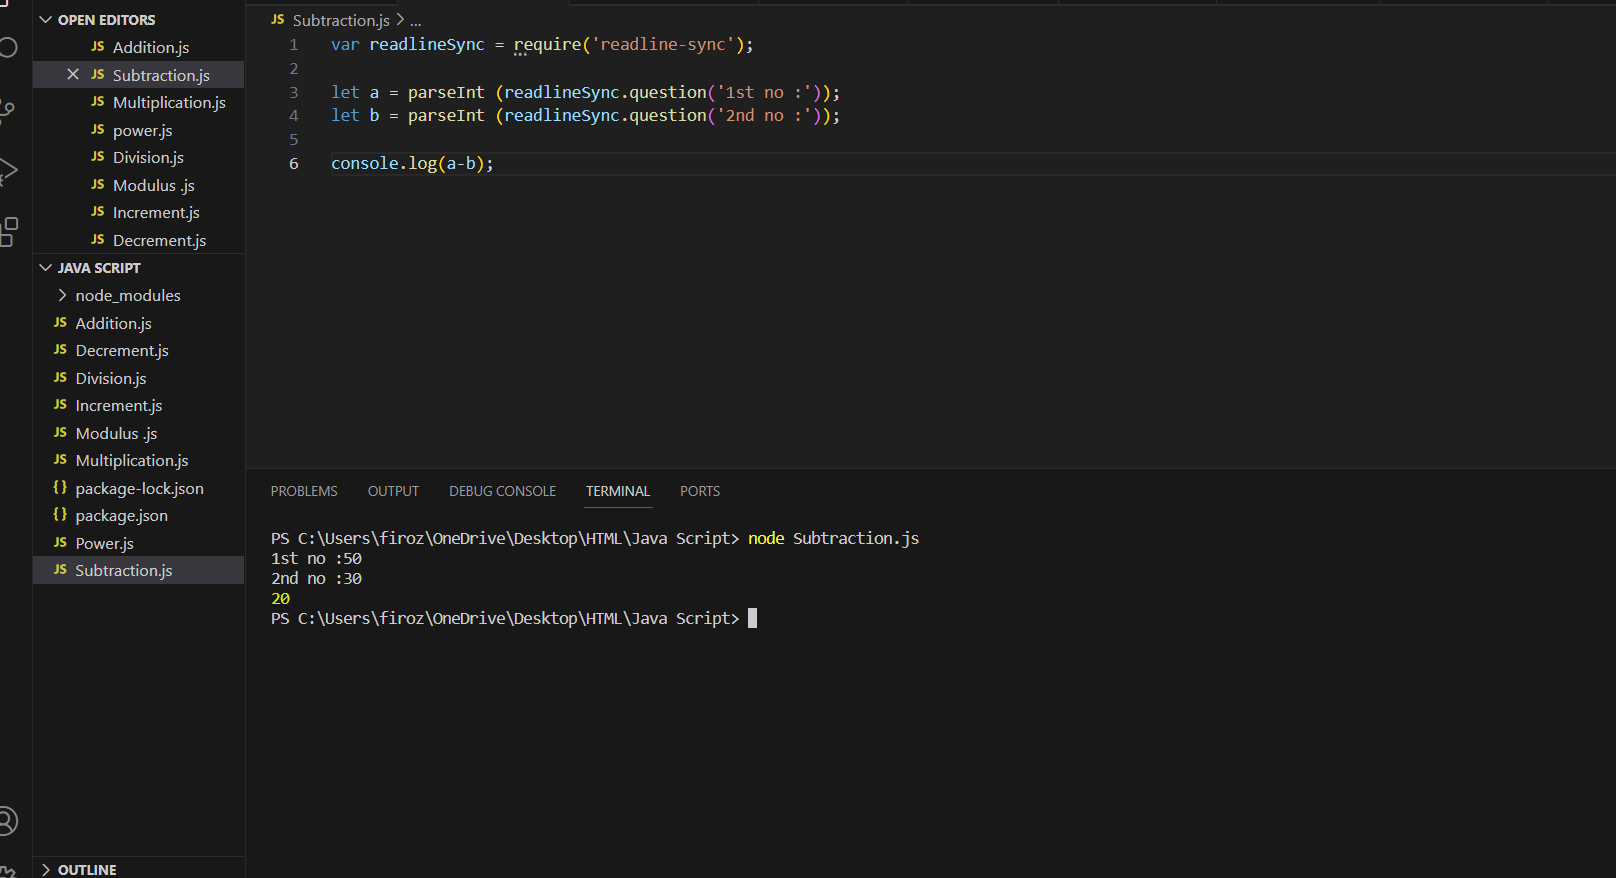 OPEN EDITORS
JS Addition.js
JS Subtraction.js
JS Multiplication.js
JS power.js
JS Division.js
JS Modulus .js
JS Increment.js
JS Decrement.js
JAVA SCRIPT
node_modules
JS Addition.js
JS Decrement.js
JS Division.js
JS Increment.js
JS Modulus .js
JS Multiplication.js
{} package-lock.json
{} package.json
JS Power.js
JS Subtraction.js
OUTLINE
JS Subtraction.js > ...
1 var readlineSync = require('readline-sync');
2
3 let a = parseInt (readlineSync.question('1st no :'));
4 let b = parseInt (readlineSync.question('2nd no :'));
5
6 console.log(a-b);
PROBLEMS OUTPUT DEBUG CONSOLE TERMINAL PORTS
PS C:\Users\firoz\OneDrive\Desktop\HTML\Java Script> node Subtraction.js
1st no :50
2nd no :30
20
PS C:\Users\firoz\OneDrive\Desktop\HTML\Java Script>